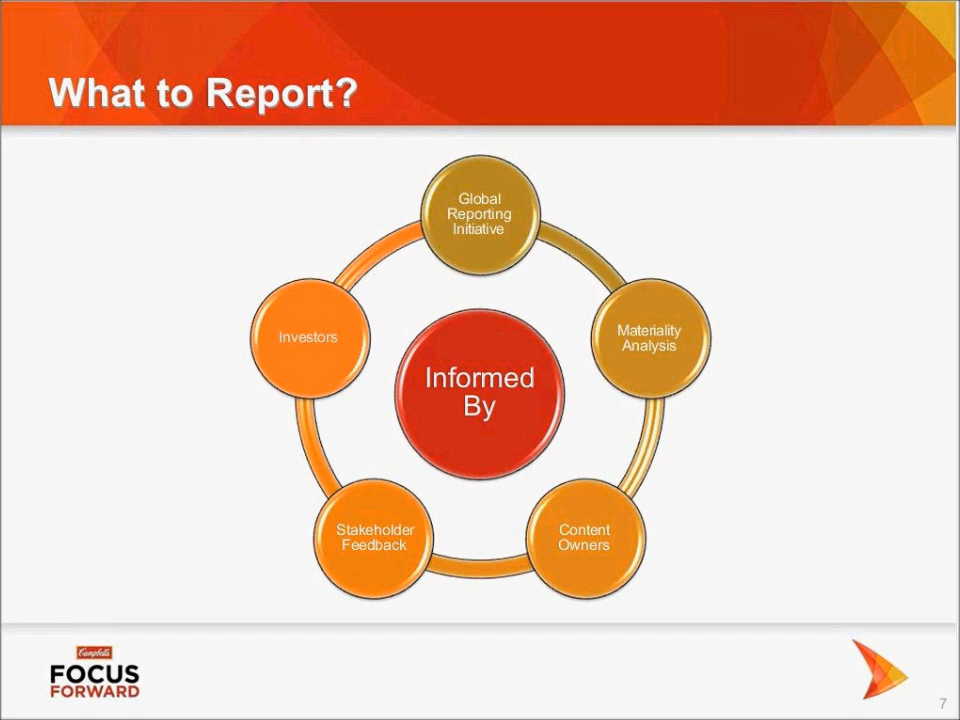 What to Report?
Global
Reporting
Initiative
Materiality
Analysis
Content
Owners
Stakeholder
Feedback
Investors
Informed
By
Campbell's
FOCUS
FORWARD
7